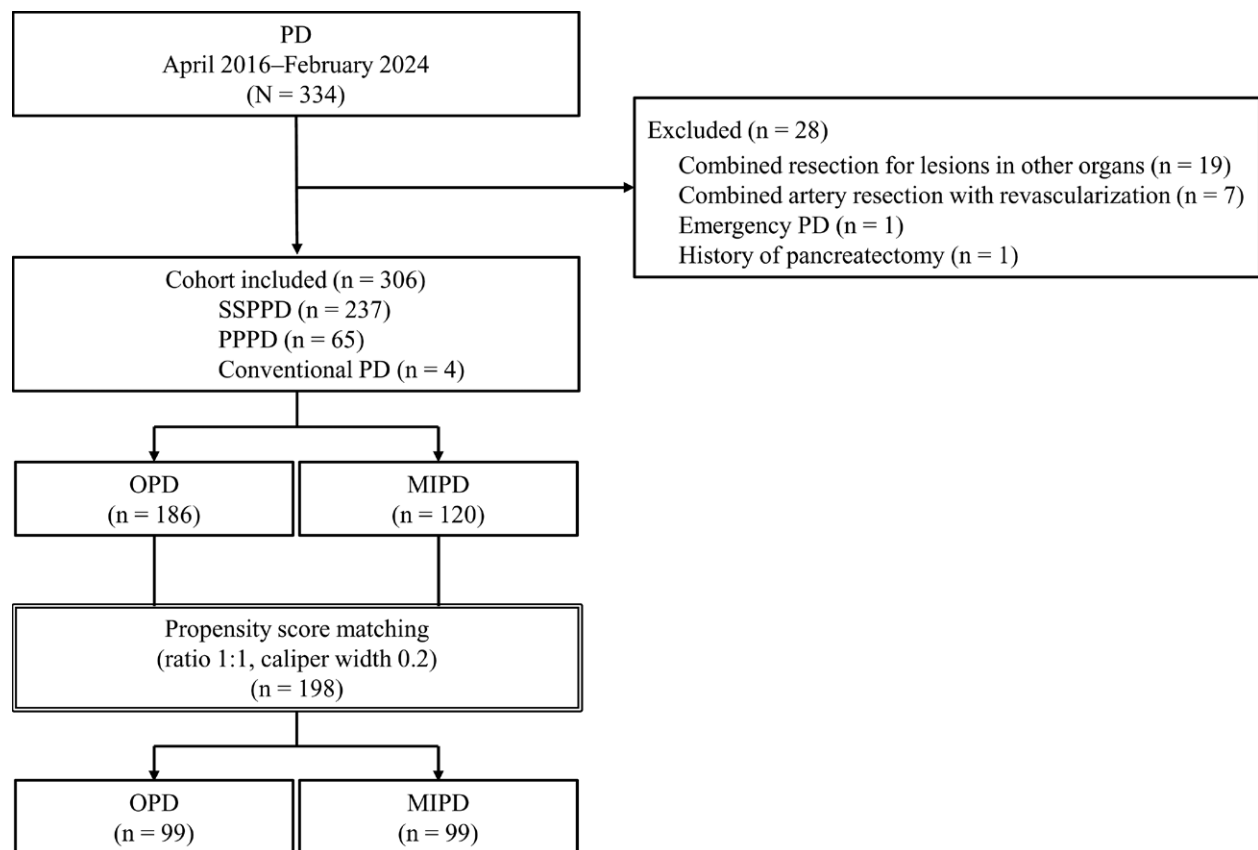 PD
April 2016–February 2024
(N = 334)
Excluded (n = 28)
Combined resection for lesions in other organs (n = 19)
Combined artery resection with revascularization (n = 7)
Emergency PD (n = 1)
History of pancreatectomy (n = 1)
Cohort included (n = 306)
SSPPD (n = 237)
PPPD (n = 65)
Conventional PD (n = 4)
OPD
(n = 186)
MIPD
(n = 120)
Propensity score matching
(ratio 1:1, caliper width 0.2)
(n = 198)
OPD
(n = 99)
MIPD
(n = 99)